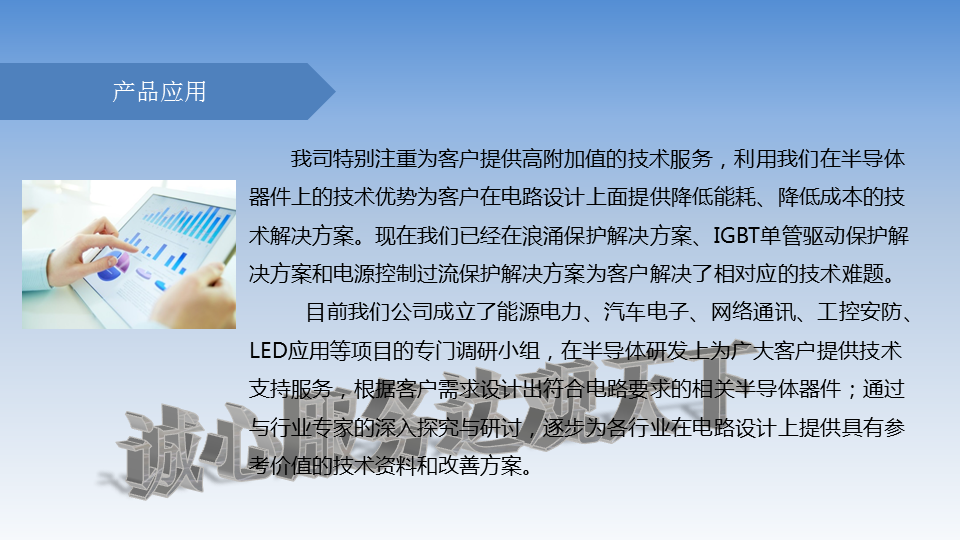 产品应用
我司特别注重为客户提供高附加值的技术服务，利用我们在半导体
器件上的技术优势为客户在电路设计上面提供降低能耗、降低成本的技
术解决方案。现在我们已经在浪涌保护解决方案、IGBT单管驱动保护解
决方案和电源控制过流保护解决方案为客户解决了相对应的技术难题。
目前我们公司成立了能源电力、汽车电子、网络通讯、工控安防、
LED应用等项目的专门调研小组，在半导体研发上为广大客户提供技术
支持服务，根据客户需求设计出符合电路要求的相关半导体器件；通过
与行业专家的深入探究与研讨，逐步为各行业在电路设计上提供具有参
考价值的技术资料和改善方案。
诚心服务达观天下